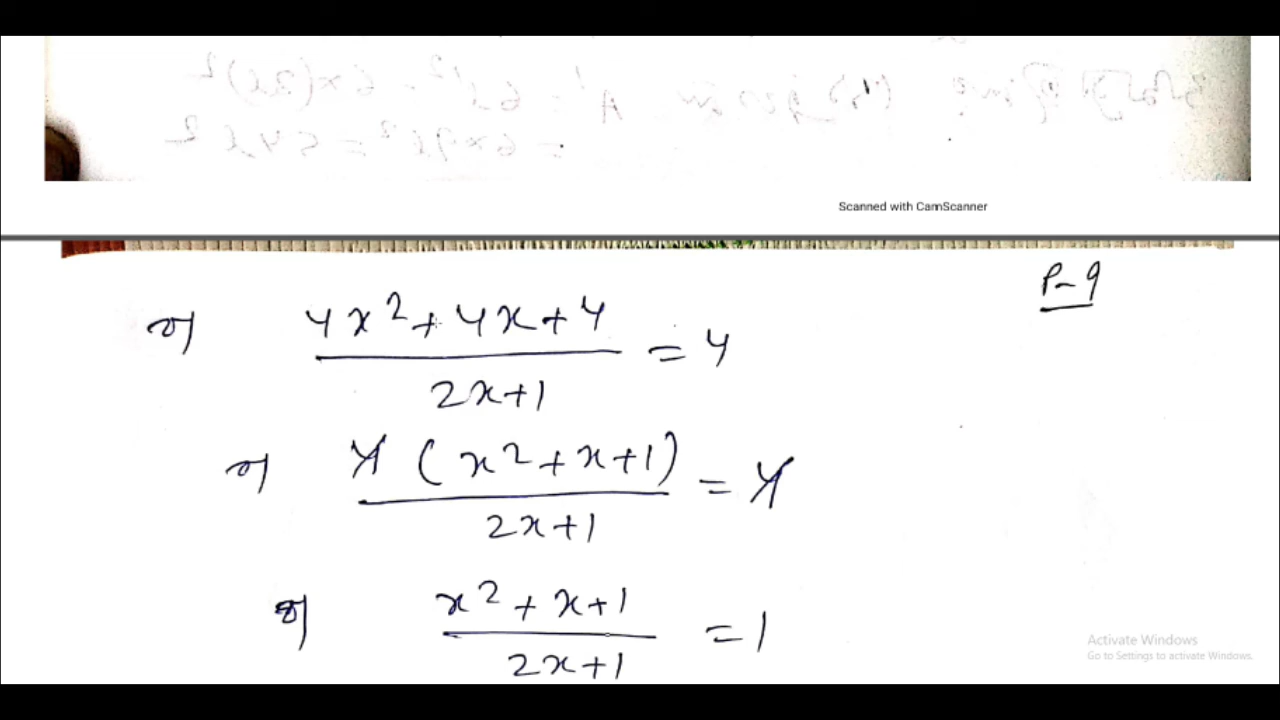 Scanned with CamScanner
P-9
বা 4x² + 4x + 4 / 2x+1 = 4
বা 4 (x² + x + 1) / 2x+1 = 4
বা x² + x + 1 / 2x+1 = 1
Activate Windows
Go to Settings to activate Windows.